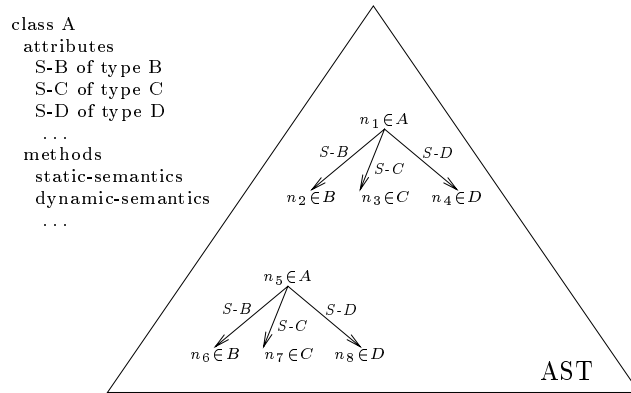 class A
attributes
S-B of type B
S-C of type C
S-D of type D
...
methods
static-semantics
dynamic-semantics
...
n₁∈A
S-B
S-C
S-D
n₂∈B n₃∈C n₄∈D
n₅∈A
S-B
S-C
S-D
n₆∈B n₇∈C n₈∈D
AST